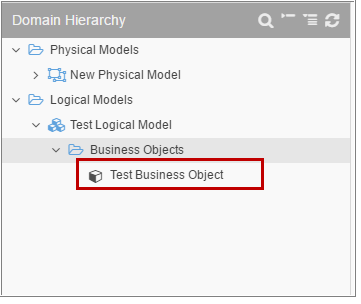 Domain Hierarchy
Physical Models
New Physical Model
Logical Models
Test Logical Model
Business Objects
Test Business Object